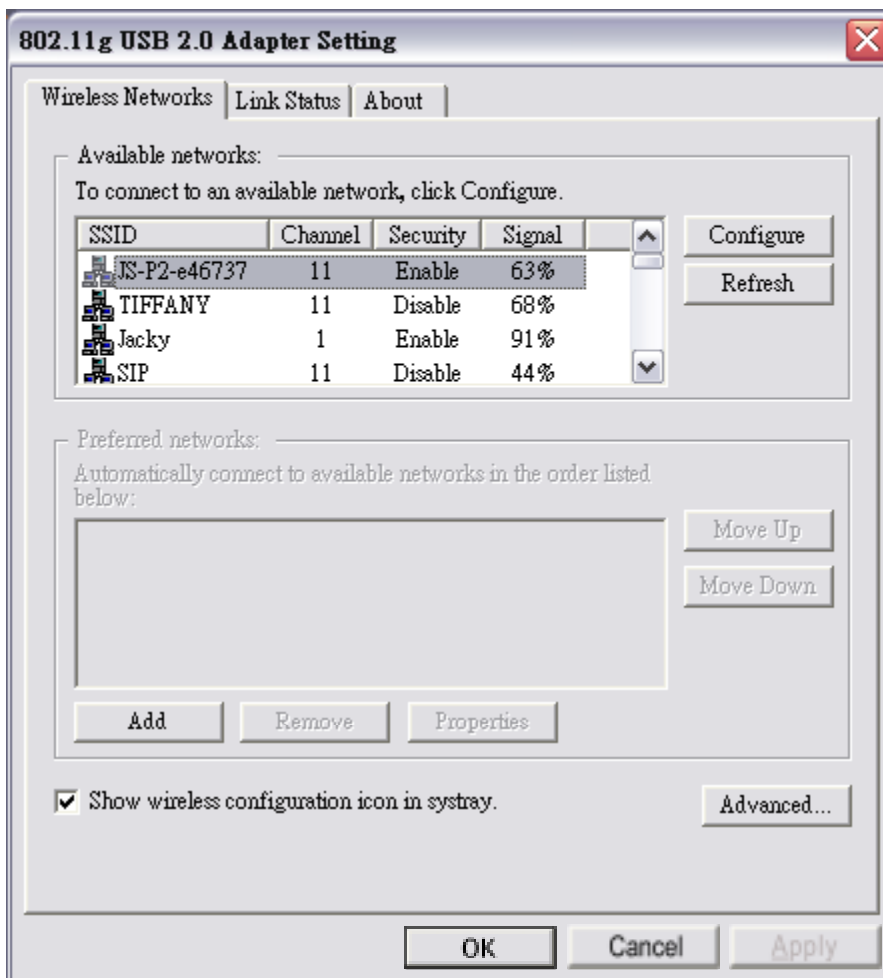 802.11g USB 2.0 Adapter Setting
Wireless Networks Link Status About
Available networks:
To connect to an available network, click Configure.
SSID Channel Security Signal
JS-P2-e46737 11 Enable 63%
TIFFANY 11 Disable 68%
Jacky 1 Enable 91%
SIP 11 Disable 44%
Configure
Refresh
Preferred networks:
Automatically connect to available networks in the order listed
below:
Move Up
Move Down
Add Remove Properties
Show wireless configuration icon in systray.
Advanced...
OK Cancel Apply